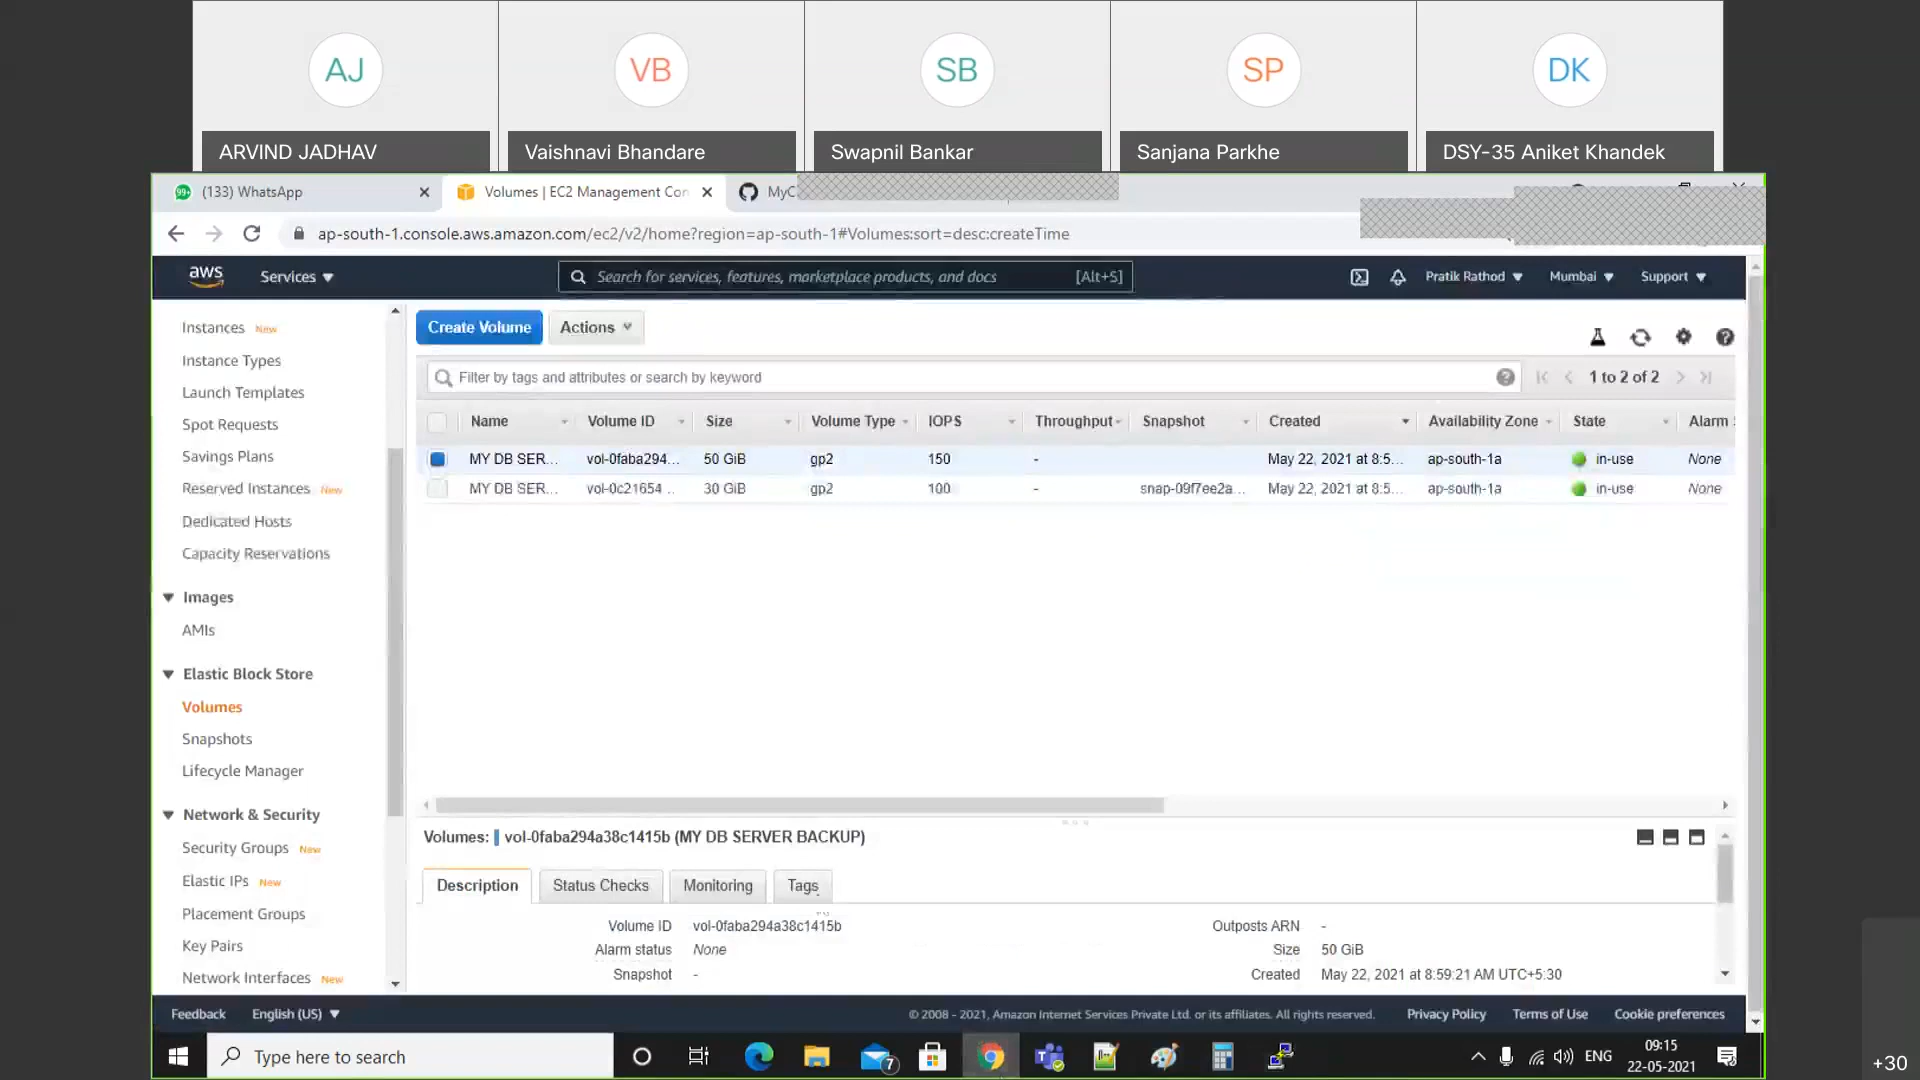 AJ VB SB SP DK
ARVIND JADHAV Vaishnavi Bhandare Swapnil Bankar Sanjana Parkhe DSY-35 Aniket Khandek
99+ (133) WhatsApp Volumes | EC2 Management Con MyC
ap-south-1.console.aws.amazon.com/ec2/v2/home?region=ap-south-1#Volumes:sort=desc:createTime
aws Services Search for services, features, marketplace products, and docs [Alt+S] Pratik Rathod Mumbai Support
Instances New
Instance Types
Launch Templates
Spot Requests
Savings Plans
Reserved Instances New
Dedicated Hosts
Capacity Reservations
Images
AMIs
Elastic Block Store
Volumes
Snapshots
Lifecycle Manager
Network & Security
Security Groups New
Elastic IPs New
Placement Groups
Key Pairs
Network Interfaces New
Create Volume Actions
Filter by tags and attributes or search by keyword 1 to 2 of 2
Name Volume ID Size Volume Type IOPS Throughput Snapshot Created Availability Zone State Alarm
MY DB SER... vol-0faba294... 50 GiB gp2 150 - May 22, 2021 at 8:5... ap-south-1a in-use None
MY DB SER... vol-0c21654 .. 30 GiB gp2 100 - snap-09f7ee2a... May 22, 2021 at 8:5... ap-south-1a in-use None
Volumes: vol-0faba294a38c1415b (MY DB SERVER BACKUP)
Description Status Checks Monitoring Tags
Volume ID vol-0faba294a38c1415b Outposts ARN -
Alarm status None Size 50 GiB
Snapshot - Created May 22, 2021 at 8:59:21 AM UTC+5:30
Feedback English (US) © 2008 - 2021, Amazon Internet Services Private Ltd. or its affiliates. All rights reserved. Privacy Policy Terms of Use Cookie preferences
Type here to search 7 ENG 09:15
22-05-2021
+30